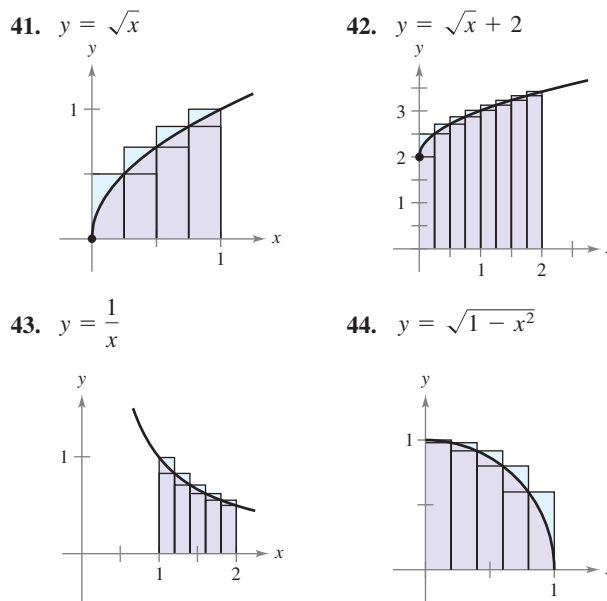 41. y = √x
y
1
1
x
42. y = √x + 2
y
3
2
1
1
2
43. y = 1/x
y
1
1
2
x
44. y = √(1 − x²)
y
1
1